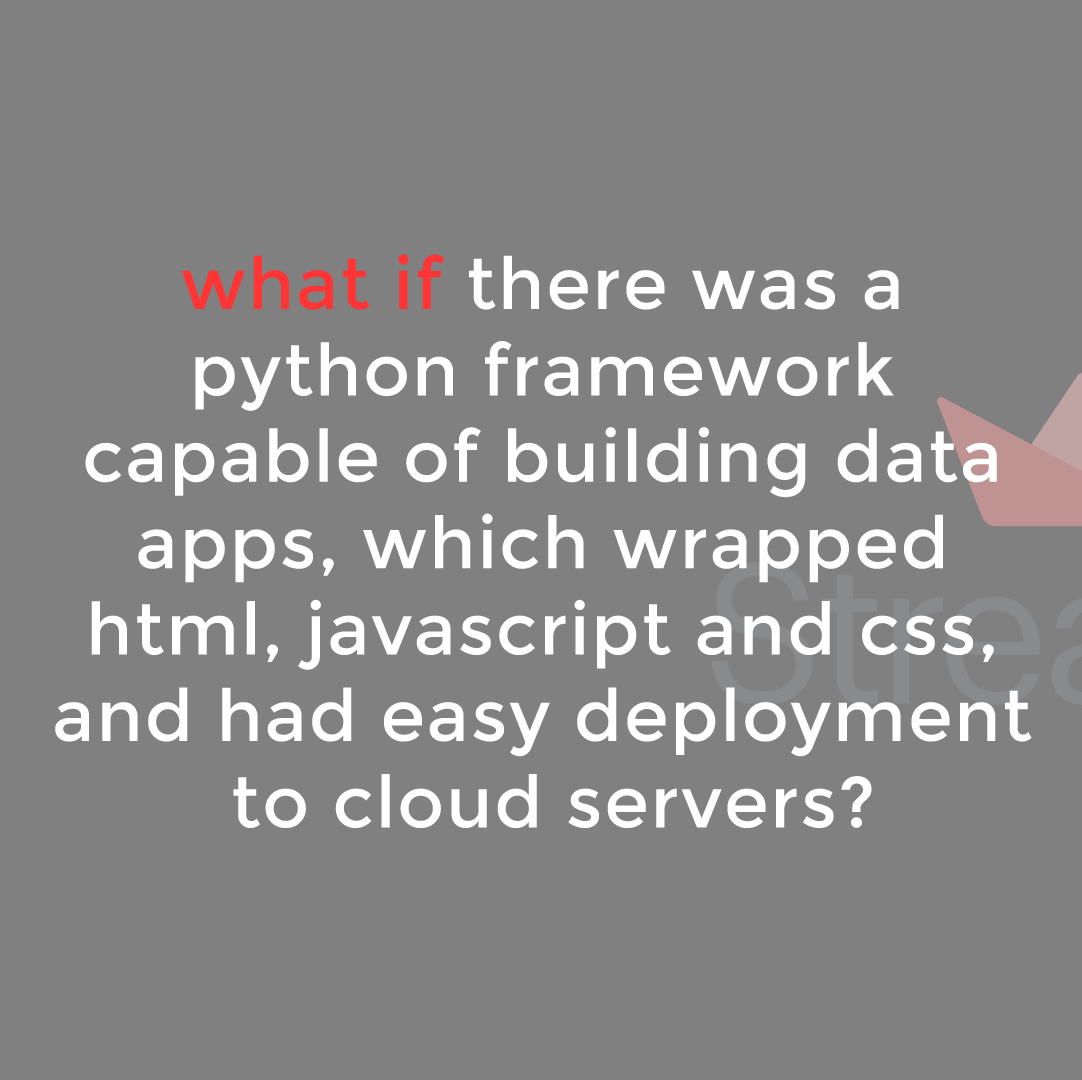 what if there was a
python framework
capable of building data
apps, which wrapped
html, javascript and css,
and had easy deployment
to cloud servers?
Strea